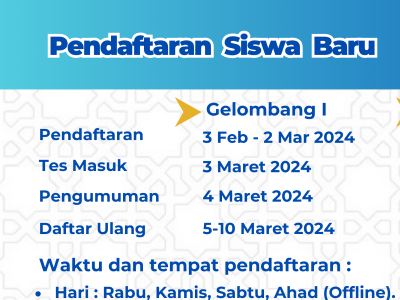 Pendaftaran Siswa Baru
Gelombang I
Pendaftaran 3 Feb - 2 Mar 2024
Tes Masuk 3 Maret 2024
Pengumuman 4 Maret 2024
Daftar Ulang 5-10 Maret 2024
Waktu dan tempat pendaftaran :
• Hari : Rabu, Kamis, Sabtu, Ahad (Offline).